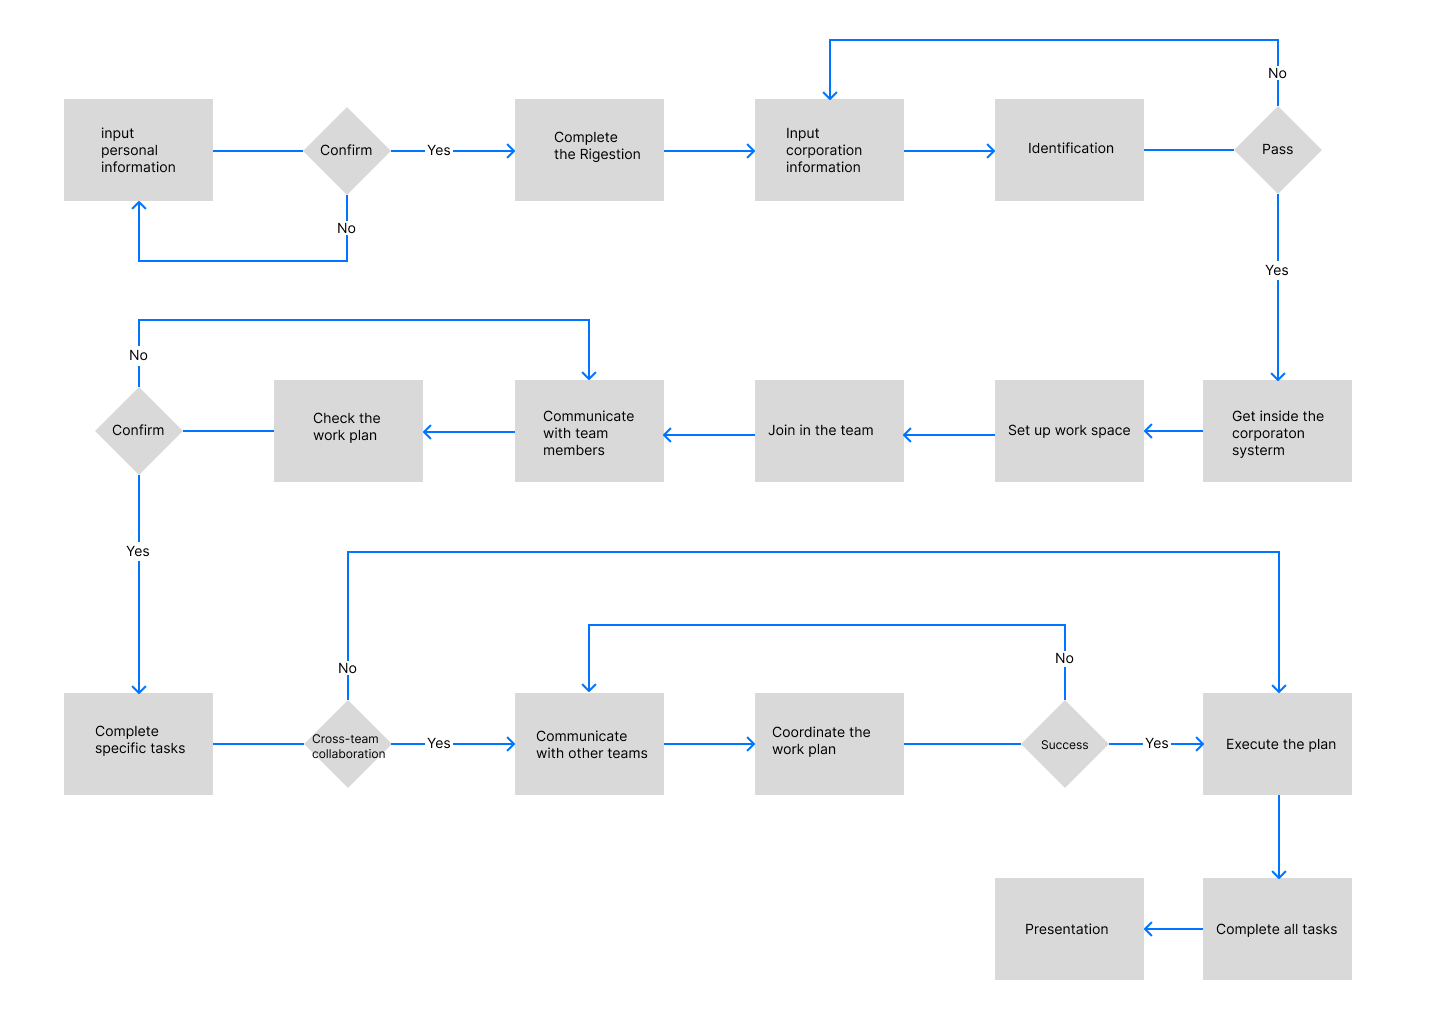 No
input
personal
information
Confirm
Yes
Complete
the Rigestion
Input
corporation
information
Identification
Pass
No
Yes
No
Confirm
Check the
work plan
Communicate
with team
members
Join in the team
Set up work space
Get inside the
corporaton
systerm
Yes
No
No
Complete
specific tasks
Cross-team
collaboration
Yes
Communicate
with other teams
Coordinate the
work plan
Success
Yes
Execute the plan
Presentation
Complete all tasks